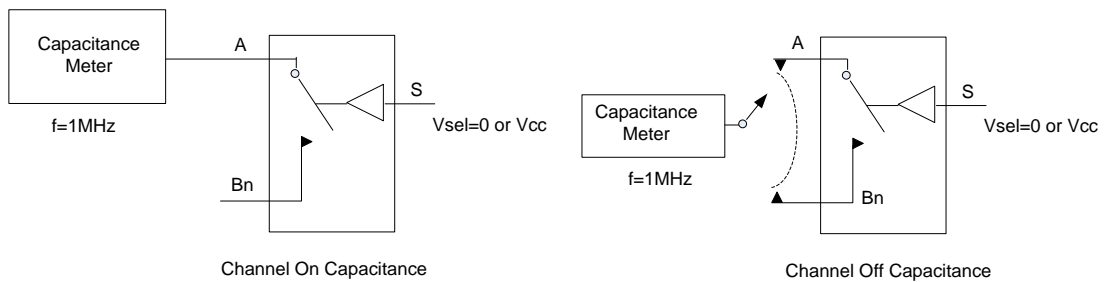 Capacitance
Meter
f=1MHz
A
S
Vsel=0 or Vcc
Bn
Channel On Capacitance
Capacitance
Meter
f=1MHz
A
S
Vsel=0 or Vcc
Bn
Channel Off Capacitance